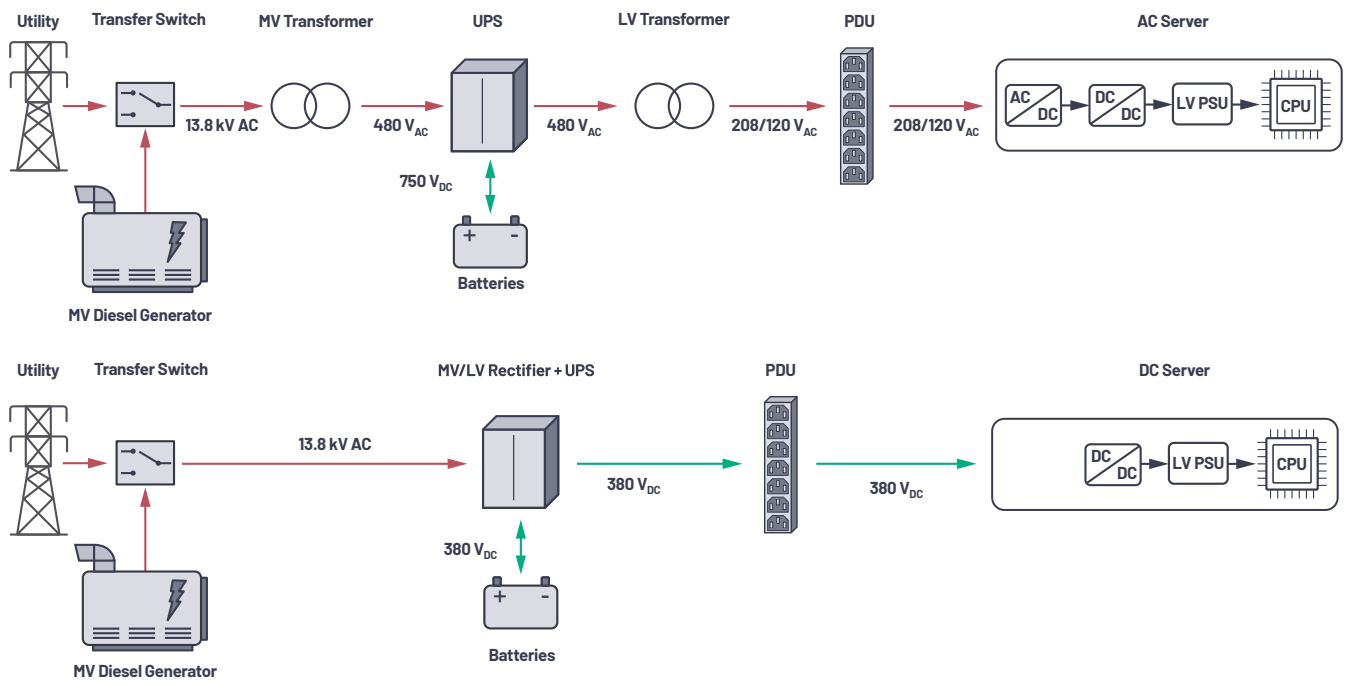 Utility
Transfer Switch
MV Transformer
UPS
LV Transformer
PDU
AC Server
13.8 kV AC
480 VAC
480 VAC
208/120 VAC
208/120 VAC
AC
DC
DC
DC
LV PSU
CPU
750 VDC
+ -
Batteries
MV Diesel Generator
Utility
Transfer Switch
MV/LV Rectifier + UPS
PDU
DC Server
13.8 kV AC
380 VDC
380 VDC
DC
DC
LV PSU
CPU
380 VDC
+ -
Batteries
MV Diesel Generator